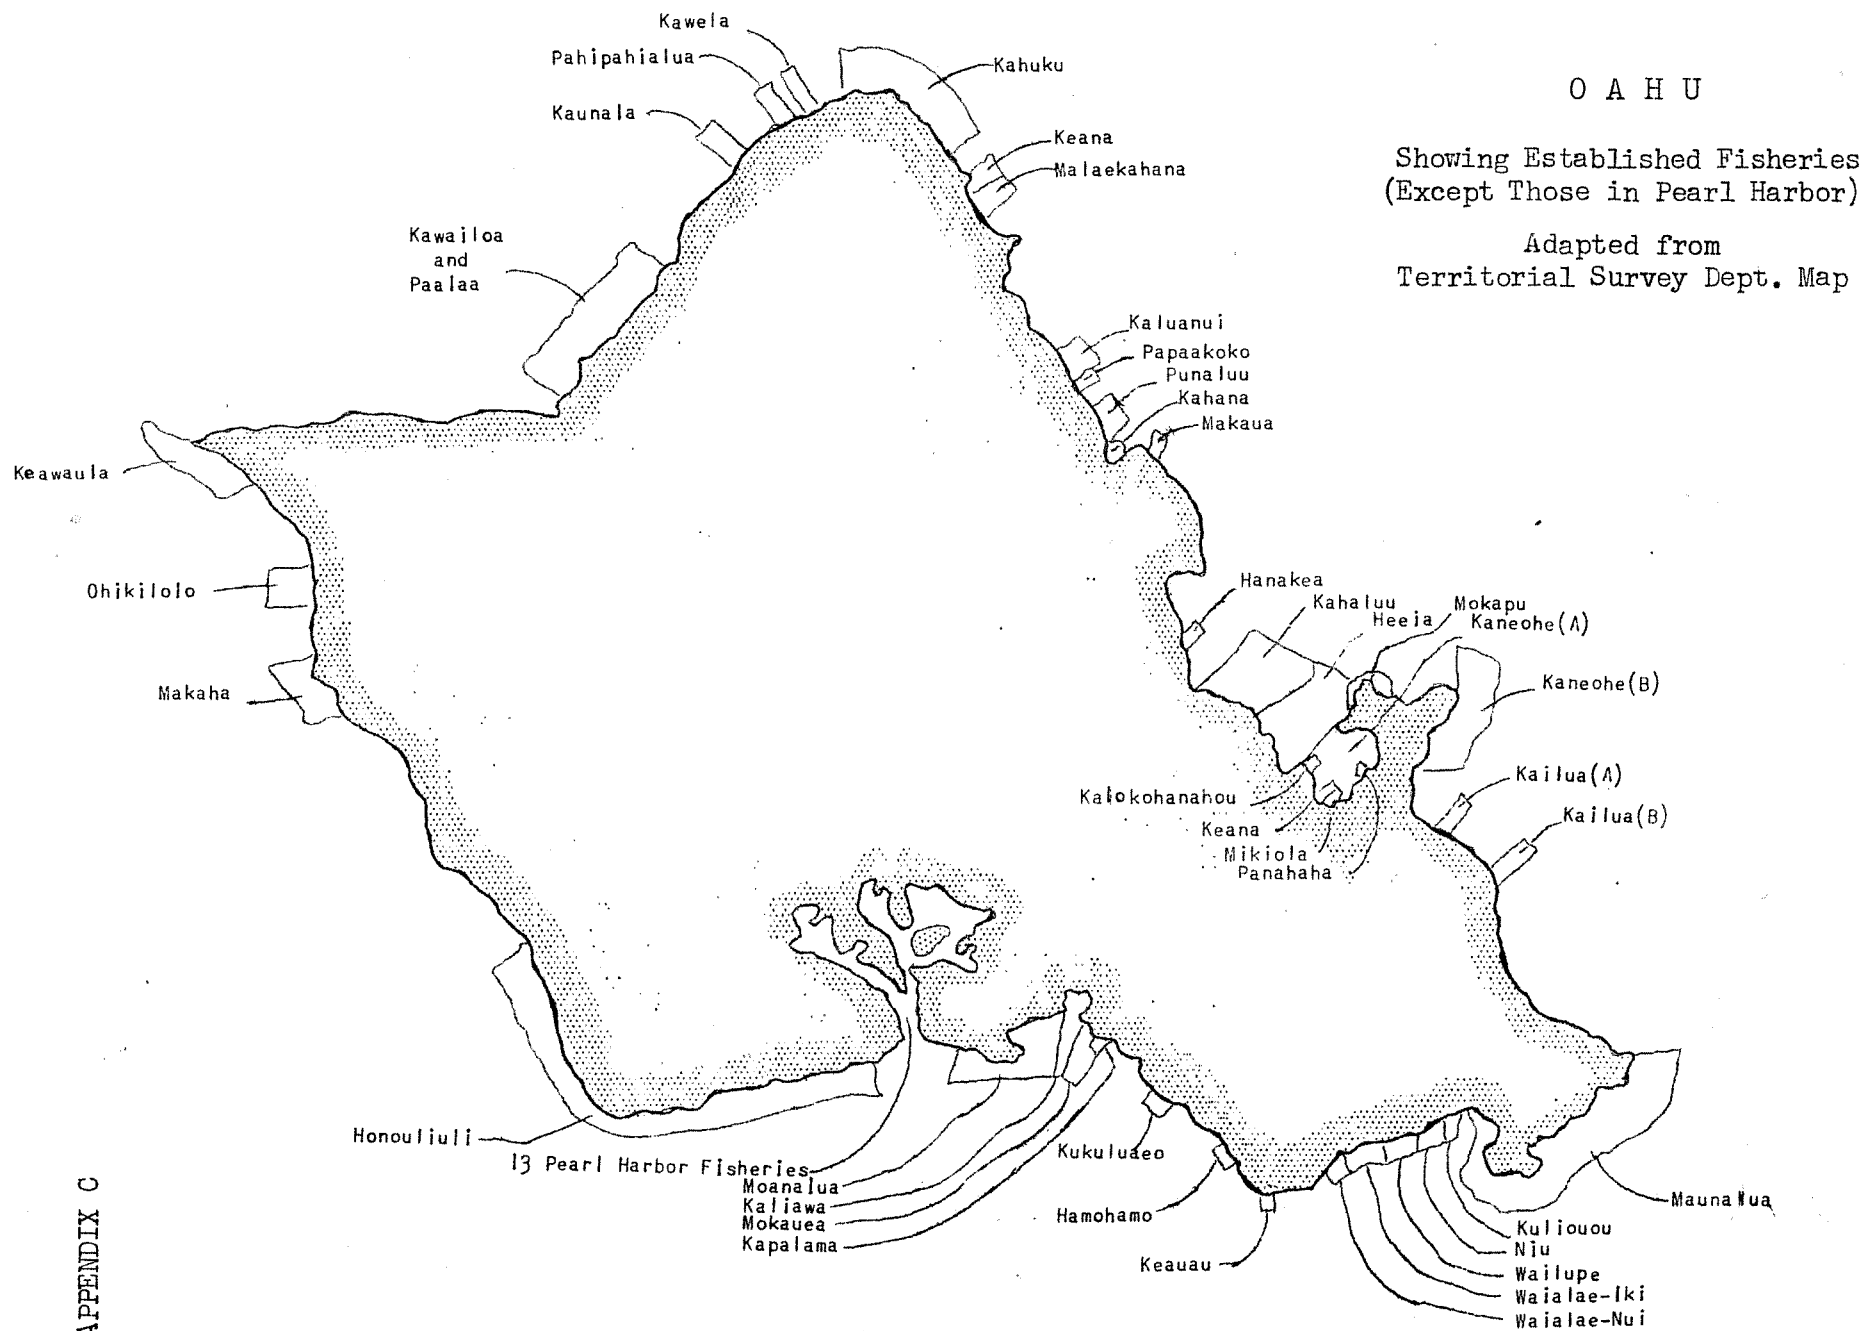 O A H U
Showing Established Fisheries
(Except Those in Pearl Harbor)
Adapted from
Territorial Survey Dept. Map
Kawela
Pahipahialua
Kaunala
Kahuku
Keana
Malaekahana
Kawailoa
and
Paalaa
Kaluanui
Papaakoko
Punaluu
Kahana
Makaua
Keawaula
Ohikilolo
Makaha
Hanakea
Kahaluu
Heeia
Mokapu
Kaneohe(A)
Kaneohe(B)
Kailua(A)
Kailua(B)
Kalokohanahou
Keana
Mikiola
Panahaha
Honouliuli
13 Pearl Harbor Fisheries
Moanalua
Kaliawa
Mokauea
Kapalama
Kukuluaeo
Hamohamo
Keauau
Maunalua
Kuliouou
Niu
Wailupe
Waialae-Iki
Waialae-Nui
APPENDIX C